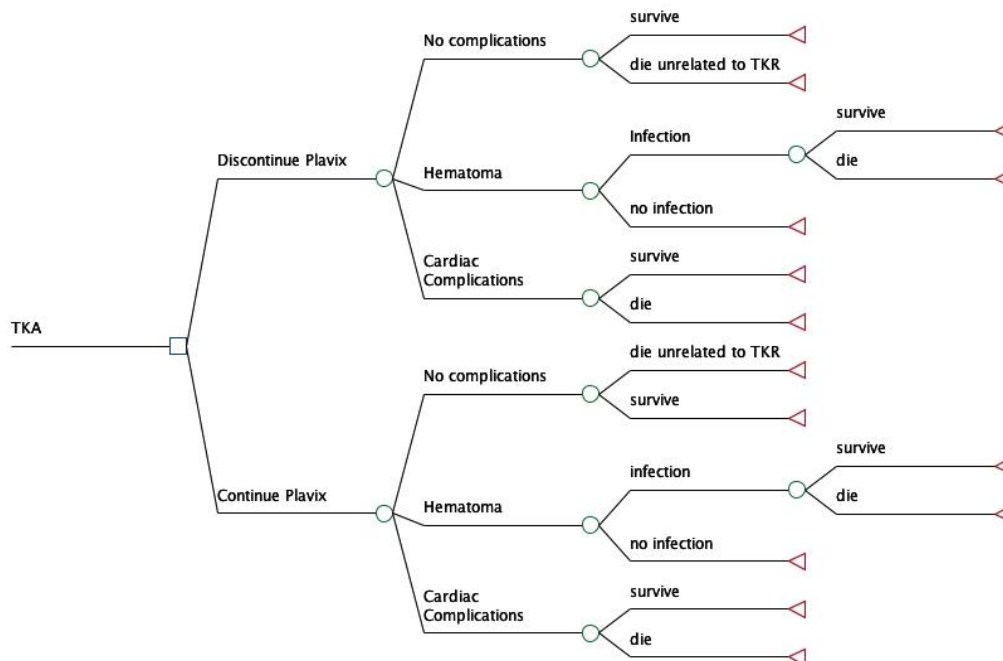 survive
No complications
die unrelated to TKR
survive
Infection
Discontinue Plavix
die
Hematoma
no infection
survive
Cardiac
Complications
die
TKA
die unrelated to TKR
No complications
survive
survive
infection
Continue Plavix
die
Hematoma
no infection
survive
Cardiac
Complications
die